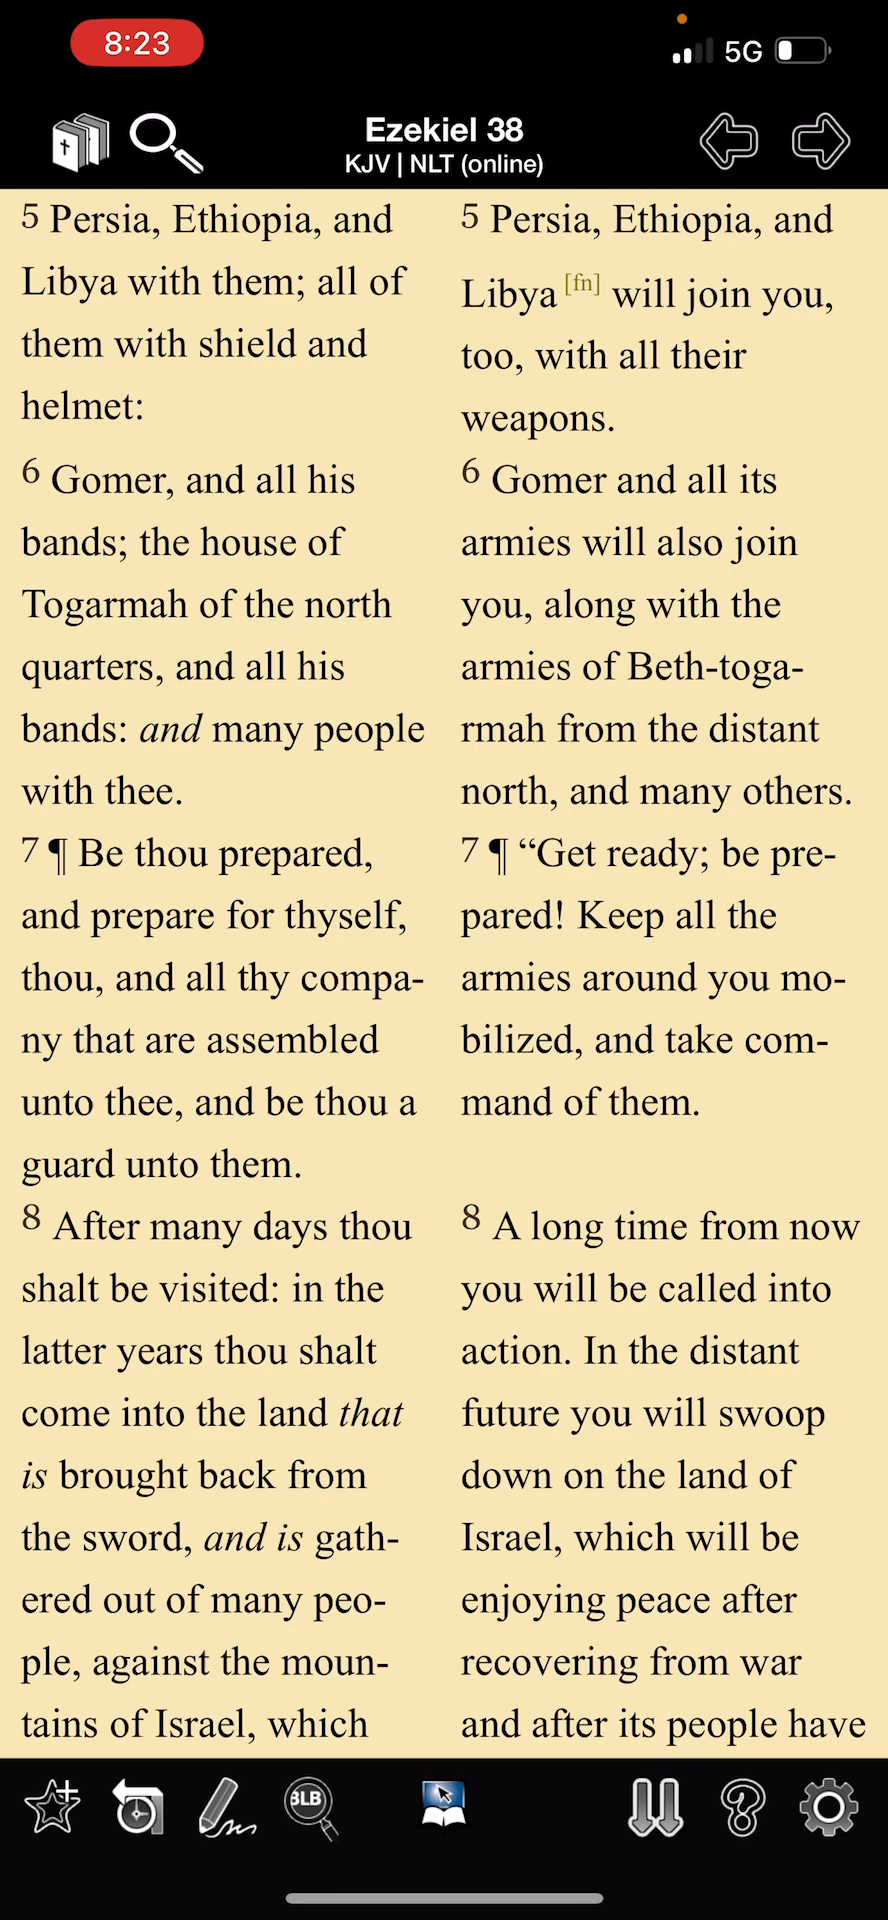 8:23
5G
Ezekiel 38
KJV | NLT (online)
5 Persia, Ethiopia, and
Libya with them; all of
them with shield and
helmet:
6 Gomer, and all his
bands; the house of
Togarmah of the north
quarters, and all his
bands: and many people
with thee.
7 ¶ Be thou prepared,
and prepare for thyself,
thou, and all thy compa-
ny that are assembled
unto thee, and be thou a
guard unto them.
8 After many days thou
shalt be visited: in the
latter years thou shalt
come into the land that
is brought back from
the sword, and is gath-
ered out of many peo-
ple, against the moun-
tains of Israel, which
5 Persia, Ethiopia, and
Libya [fn] will join you,
too, with all their
weapons.
6 Gomer and all its
armies will also join
you, along with the
armies of Beth-toga-
rmah from the distant
north, and many others.
7 ¶ “Get ready; be pre-
pared! Keep all the
armies around you mo-
bilized, and take com-
mand of them.
8 A long time from now
you will be called into
action. In the distant
future you will swoop
down on the land of
Israel, which will be
enjoying peace after
recovering from war
and after its people have
BLB